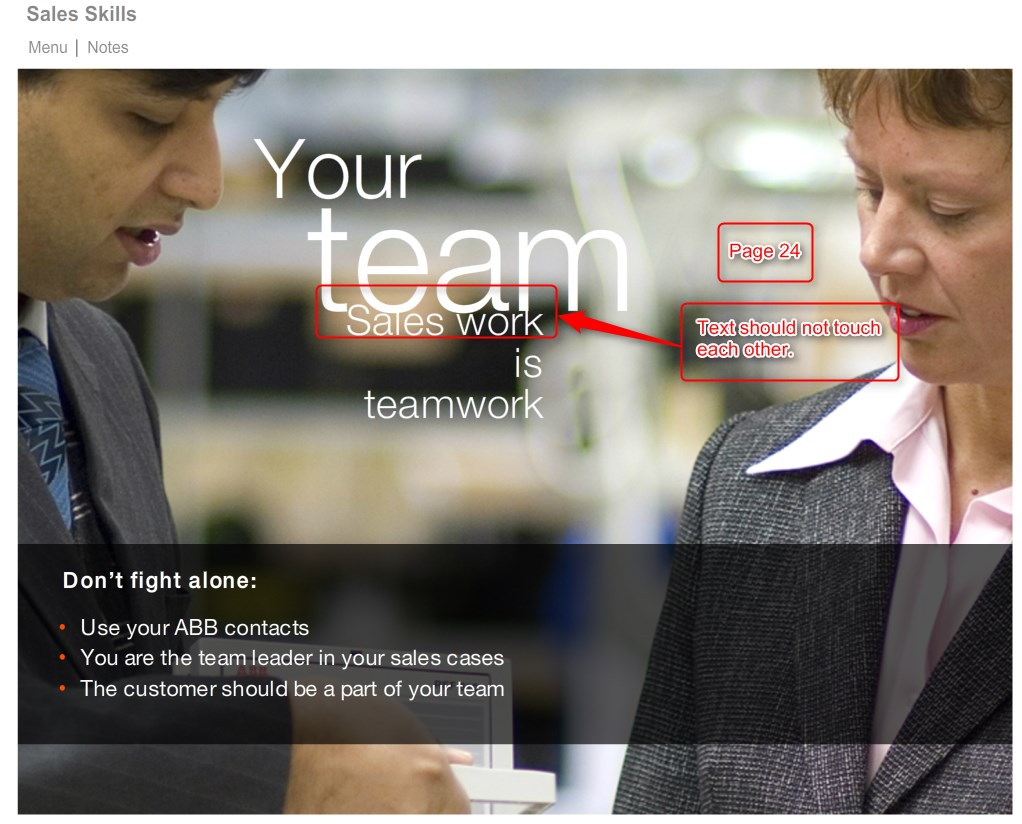 Sales Skills
Menu | Notes
Your
team
Sales work
is
teamwork
Page 24
Text should not touch
each other.
Don’t fight alone:
• Use your ABB contacts
• You are the team leader in your sales cases
• The customer should be a part of your team
ABB